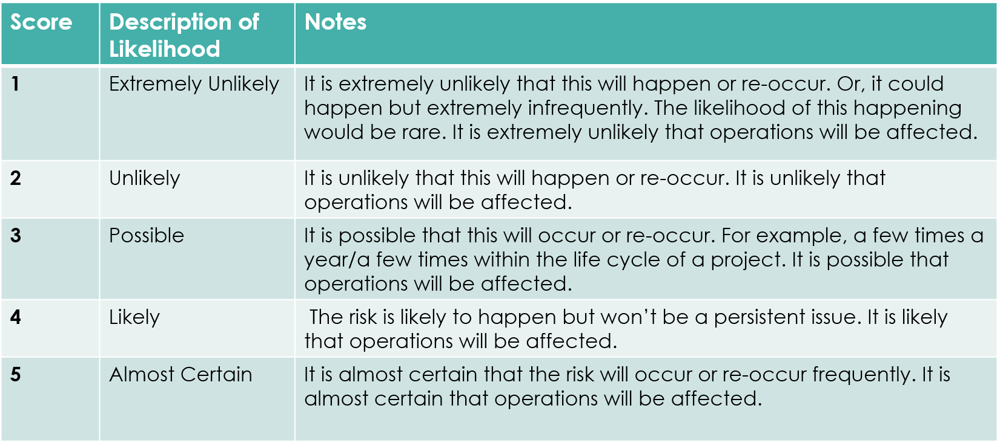 Score
Description of
Likelihood
Notes
1
Extremely Unlikely
It is extremely unlikely that this will happen or re-occur. Or, it could
happen but extremely infrequently. The likelihood of this happening
would be rare. It is extremely unlikely that operations will be affected.
2
Unlikely
It is unlikely that this will happen or re-occur. It is unlikely that
operations will be affected.
3
Possible
It is possible that this will occur or re-occur. For example, a few times a
year/a few times within the life cycle of a project. It is possible that
operations will be affected.
4
Likely
The risk is likely to happen but won’t be a persistent issue. It is likely
that operations will be affected.
5
Almost Certain
It is almost certain that the risk will occur or re-occur frequently. It is
almost certain that operations will be affected.